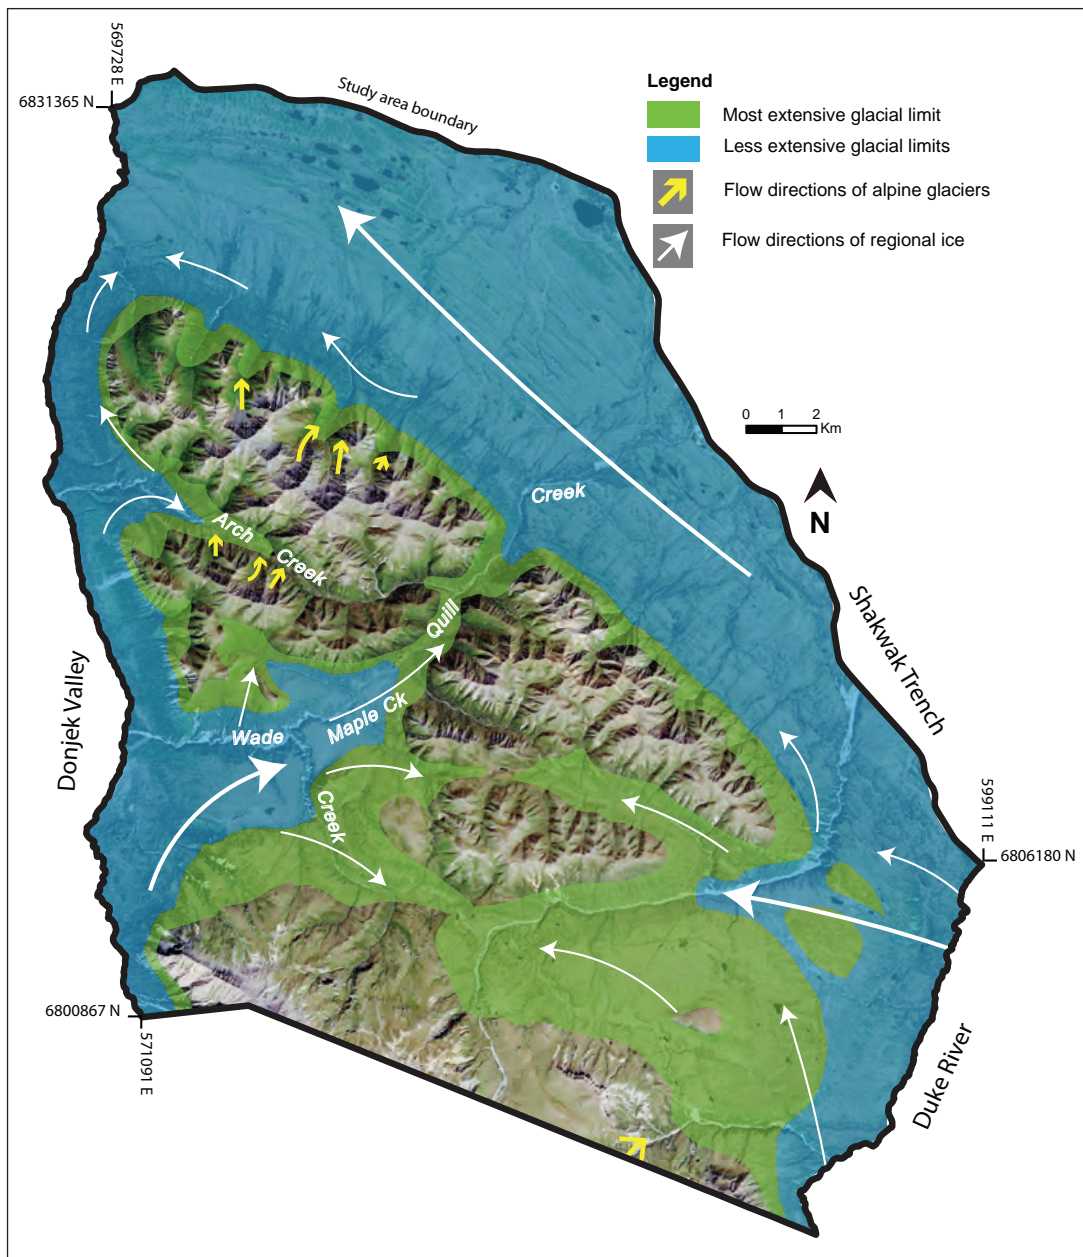 569728 E
6831365 N
Study area boundary
Legend
Most extensive glacial limit
Less extensive glacial limits
Flow directions of alpine glaciers
Flow directions of regional ice
0 1 2
Km
N
Creek
Arch
Creek
Quill
Maple Ck
Wade
Creek
Donjek Valley
Shakwak Trench
599111 E
6806180 N
6800867 N
571091 E
Duke River